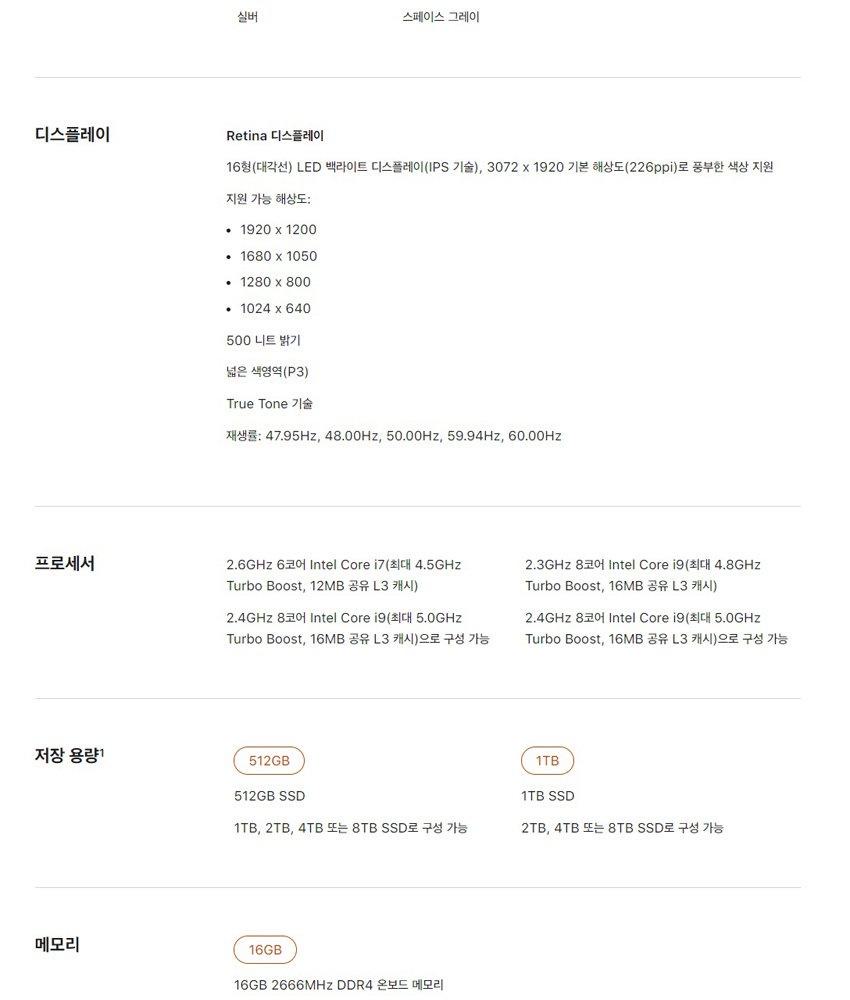 실버
스페이스 그레이
디스플레이
Retina 디스플레이
16형(대각선) LED 백라이트 디스플레이(IPS 기술), 3072 x 1920 기본 해상도(226ppi)로 풍부한 색상 지원
지원 가능 해상도:
• 1920 x 1200
• 1680 x 1050
• 1280 x 800
• 1024 x 640
500 니트 밝기
넓은 색영역(P3)
True Tone 기술
재생률: 47.95Hz, 48.00Hz, 50.00Hz, 59.94Hz, 60.00Hz
프로세서
2.6GHz 6코어 Intel Core i7(최대 4.5GHz
Turbo Boost, 12MB 공유 L3 캐시)
2.4GHz 8코어 Intel Core i9(최대 5.0GHz
Turbo Boost, 16MB 공유 L3 캐시)으로 구성 가능
2.3GHz 8코어 Intel Core i9(최대 4.8GHz
Turbo Boost, 16MB 공유 L3 캐시)
2.4GHz 8코어 Intel Core i9(최대 5.0GHz
Turbo Boost, 16MB 공유 L3 캐시)으로 구성 가능
저장 용량¹
512GB
512GB SSD
1TB, 2TB, 4TB 또는 8TB SSD로 구성 가능
1TB
1TB SSD
2TB, 4TB 또는 8TB SSD로 구성 가능
메모리
16GB
16GB 2666MHz DDR4 온보드 메모리